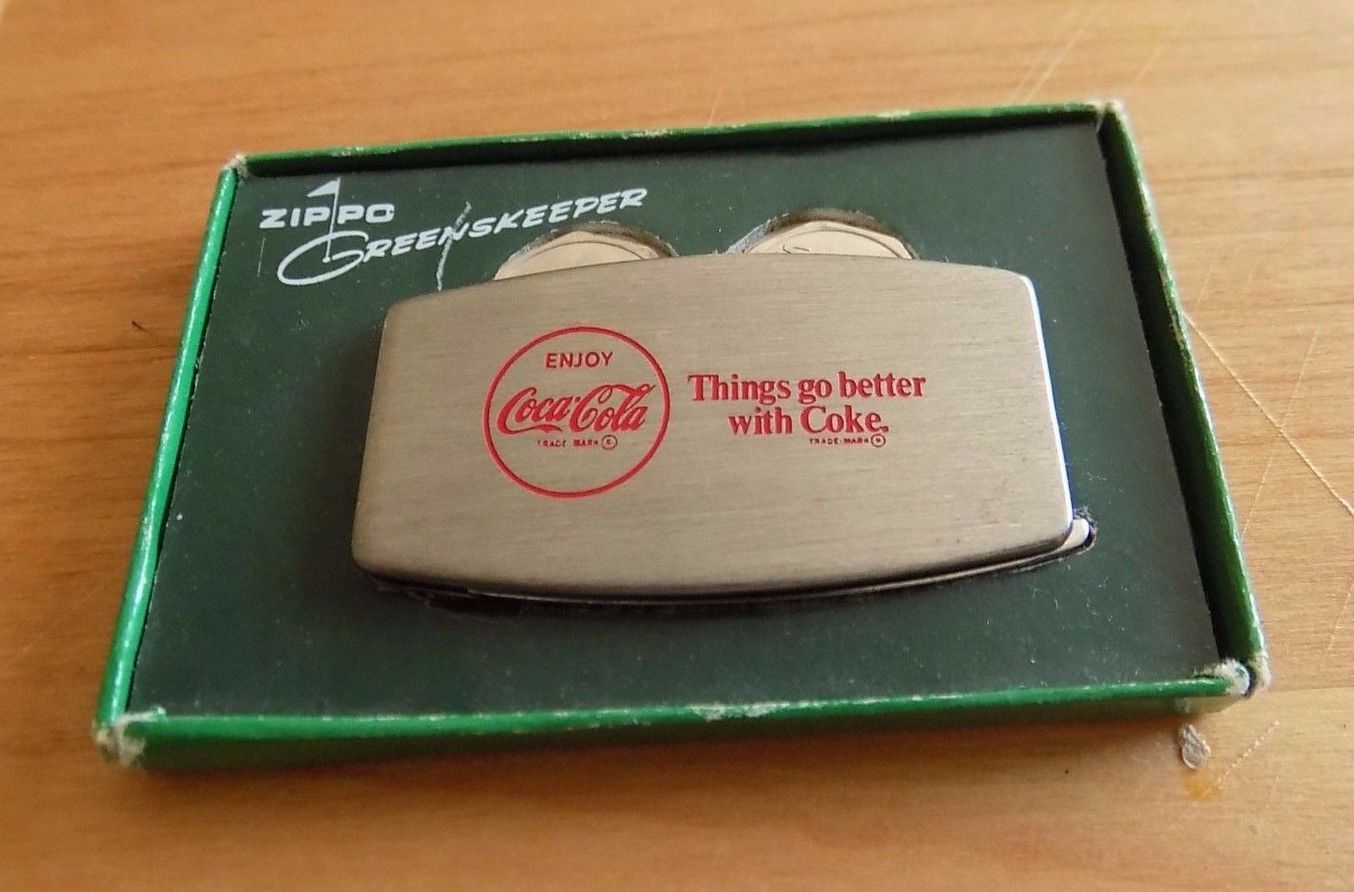 ZIPPO
GREENSKEEPER
ENJOY
Coca-Cola
TRADE MARK ®
Things go better
with Coke.
TRADE MARK ®